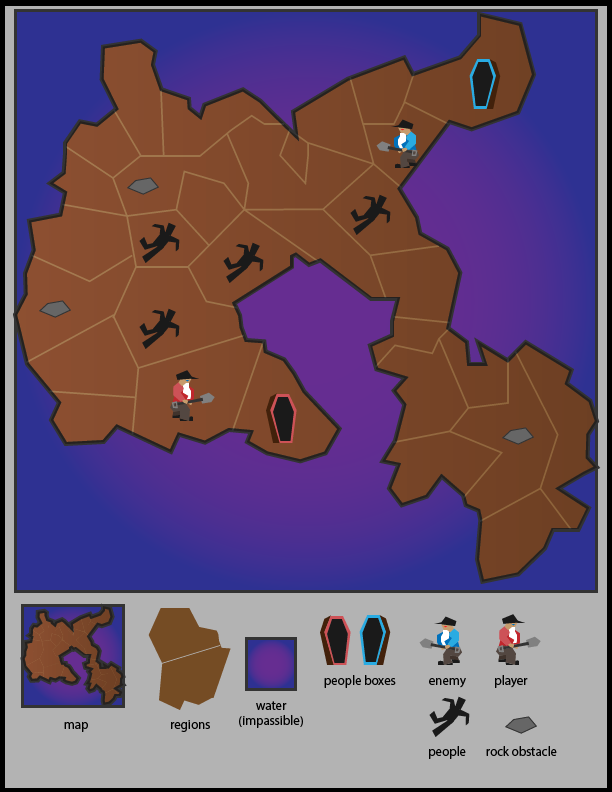 people boxes
enemy
player
map
regions
water
(impassible)
people
rock obstacle